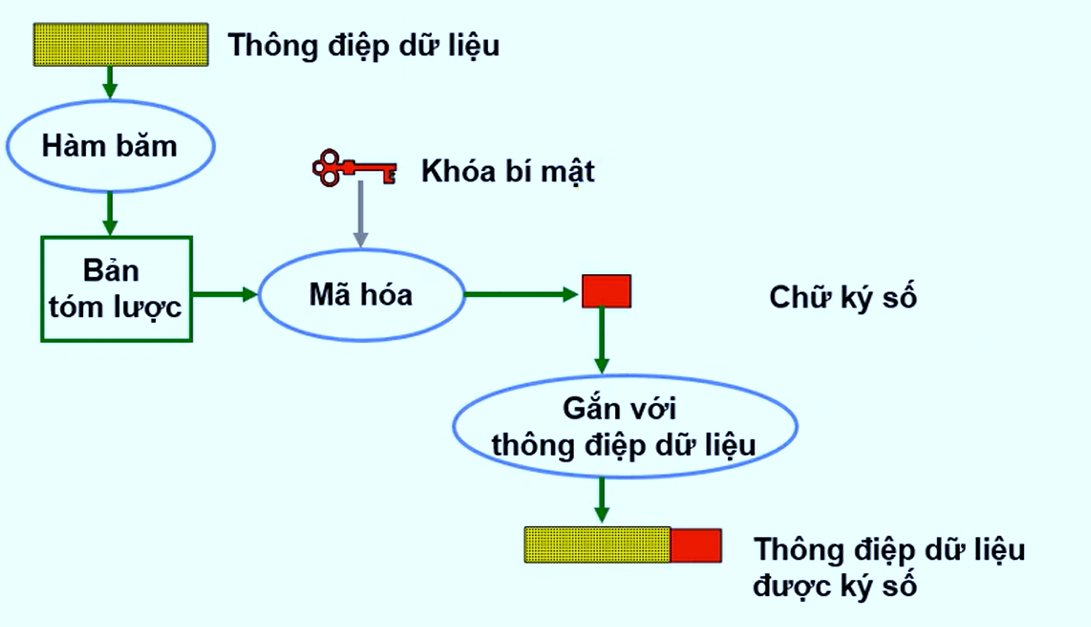 Thông điệp dữ liệu
Hàm băm
Khóa bí mật
Bản
tóm lược
Mã hóa
Chữ ký số
Gắn với
thông điệp dữ liệu
Thông điệp dữ liệu
được ký số